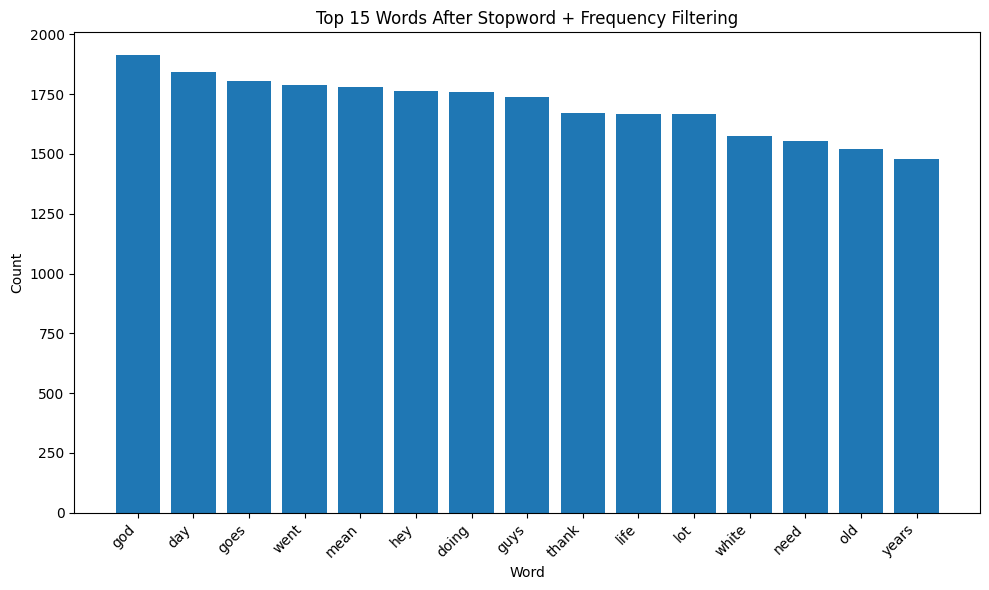 Top 15 Words After Stopword + Frequency Filtering
2000
1750
1500
1250
1000
750
500
250
0
Count
god
day
goes
went
mean
hey
doing
guys
thank
life
lot
white
need
old
years
Word